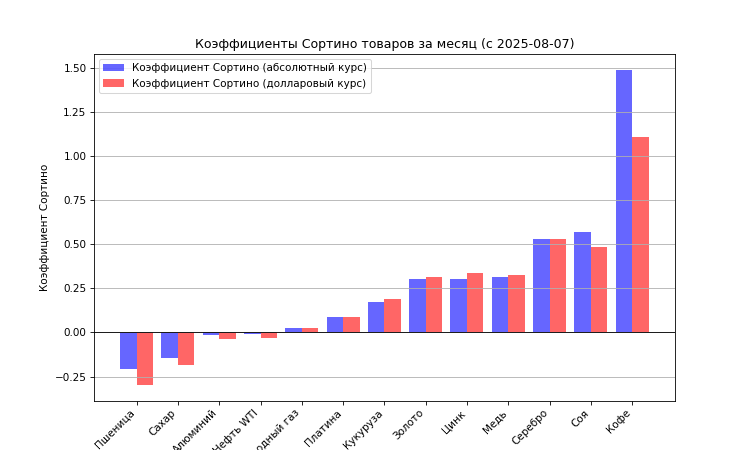 Коэффициенты Сортино товаров за месяц (с 2025-08-07)
Коэффициент Сортино (абсолютный курс)
Коэффициент Сортино (долларовый курс)
Коэффициент Сортино
1.50
1.25
1.00
0.75
0.50
0.25
0.00
−0.25
Пшеница
Сахар
Алюминий
Нефть WTI
одный газ
Платина
Кукуруза
Золото
Цинк
Медь
Серебро
Соя
Кофе